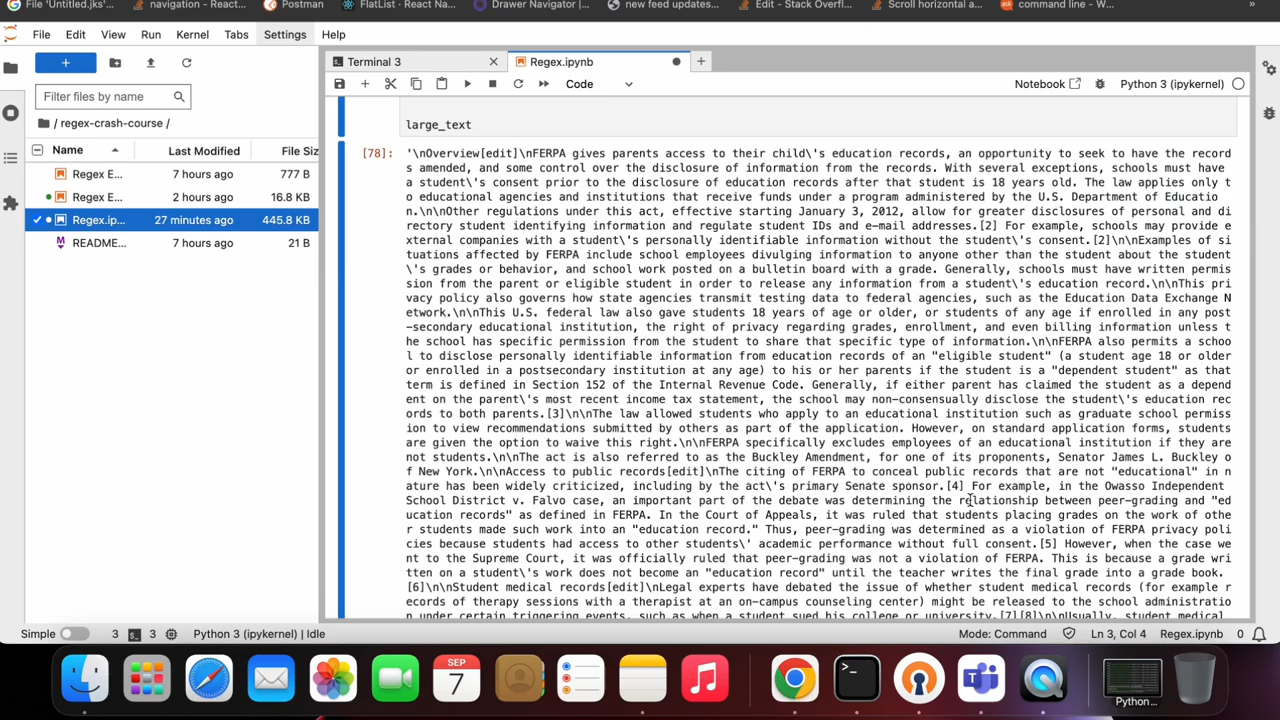 File 'Untitled.jks'...
navigation - React...
Postman
FlatList · React Na...
Drawer Navigator |...
new feed updates...
Edit - Stack Overfl...
Scroll horizontal a...
command line - W...
»
File Edit View Run Kernel Tabs Settings Help
+
Filter files by name
/ regex-crash-course /
Name Last Modified File Size
Regex E... 7 hours ago 777 B
Regex E... 2 hours ago 16.8 KB
Regex.ip... 27 minutes ago 445.8 KB
README... 7 hours ago 21 B
Terminal 3
Regex.ipynb
Code
Notebook
Python 3 (ipykernel)
large_text
[78]:
'\nOverview[edit]\nFERPA gives parents access to their child\'s education records, an opportunity to seek to have the record
s amended, and some control over the disclosure of information from the records. With several exceptions, schools must have
a student\'s consent prior to the disclosure of education records after that student is 18 years old. The law applies only t
o educational agencies and institutions that receive funds under a program administered by the U.S. Department of Educatio
n.\n\nOther regulations under this act, effective starting January 3, 2012, allow for greater disclosures of personal and di
rectory student identifying information and regulate student IDs and e-mail addresses.[2] For example, schools may provide e
xternal companies with a student\'s personally identifiable information without the student\'s consent.[2]\n\nExamples of si
tuations affected by FERPA include school employees divulging information to anyone other than the student about the student
\'s grades or behavior, and school work posted on a bulletin board with a grade. Generally, schools must have written permis
sion from the parent or eligible student in order to release any information from a student\'s education record.\n\nThis pri
vacy policy also governs how state agencies transmit testing data to federal agencies, such as the Education Data Exchange N
etwork.\n\nThis U.S. federal law also gave students 18 years of age or older, or students of any age if enrolled in any post
-secondary educational institution, the right of privacy regarding grades, enrollment, and even billing information unless t
he school has specific permission from the student to share that specific type of information.\n\nFERPA also permits a schoo
l to disclose personally identifiable information from education records of an "eligible student" (a student age 18 or older
or enrolled in a postsecondary institution at any age) to his or her parents if the student is a "dependent student" as that
term is defined in Section 152 of the Internal Revenue Code. Generally, if either parent has claimed the student as a depend
ent on the parent\'s most recent income tax statement, the school may non-consensually disclose the student\'s education rec
ords to both parents.[3]\n\nThe law allowed students who apply to an educational institution such as graduate school permiss
ion to view recommendations submitted by others as part of the application. However, on standard application forms, students
are given the option to waive this right.\n\nFERPA specifically excludes employees of an educational institution if they are
not students.\n\nThe act is also referred to as the Buckley Amendment, for one of its proponents, Senator James L. Buckley o
f New York.\n\nAccess to public records[edit]\nThe citing of FERPA to conceal public records that are not "educational" in n
ature has been widely criticized, including by the act\'s primary Senate sponsor.[4] For example, in the Owasso Independent
School District v. Falvo case, an important part of the debate was determining the relationship between peer-grading and "ed
ucation records" as defined in FERPA. In the Court of Appeals, it was ruled that students placing grades on the work of othe
r students made such work into an "education record." Thus, peer-grading was determined as a violation of FERPA privacy poli
cies because students had access to other students\' academic performance without full consent.[5] However, when the case we
nt to the Supreme Court, it was officially ruled that peer-grading was not a violation of FERPA. This is because a grade wri
tten on a student\'s work does not become an "education record" until the teacher writes the final grade into a grade book.
[6]\n\nStudent medical records[edit]\nLegal experts have debated the issue of whether student medical records (for example r
ecords of therapy sessions with a therapist at an on-campus counseling center) might be released to the school administratio
n under certain triggering events, such as when a student sued his college or university.[7][8]\n\nUsually, student medical
Simple 3 3 Python 3 (ipykernel) | Idle
Mode: Command Ln 3, Col 4 Regex.ipynb 0
SEP
7
Python...